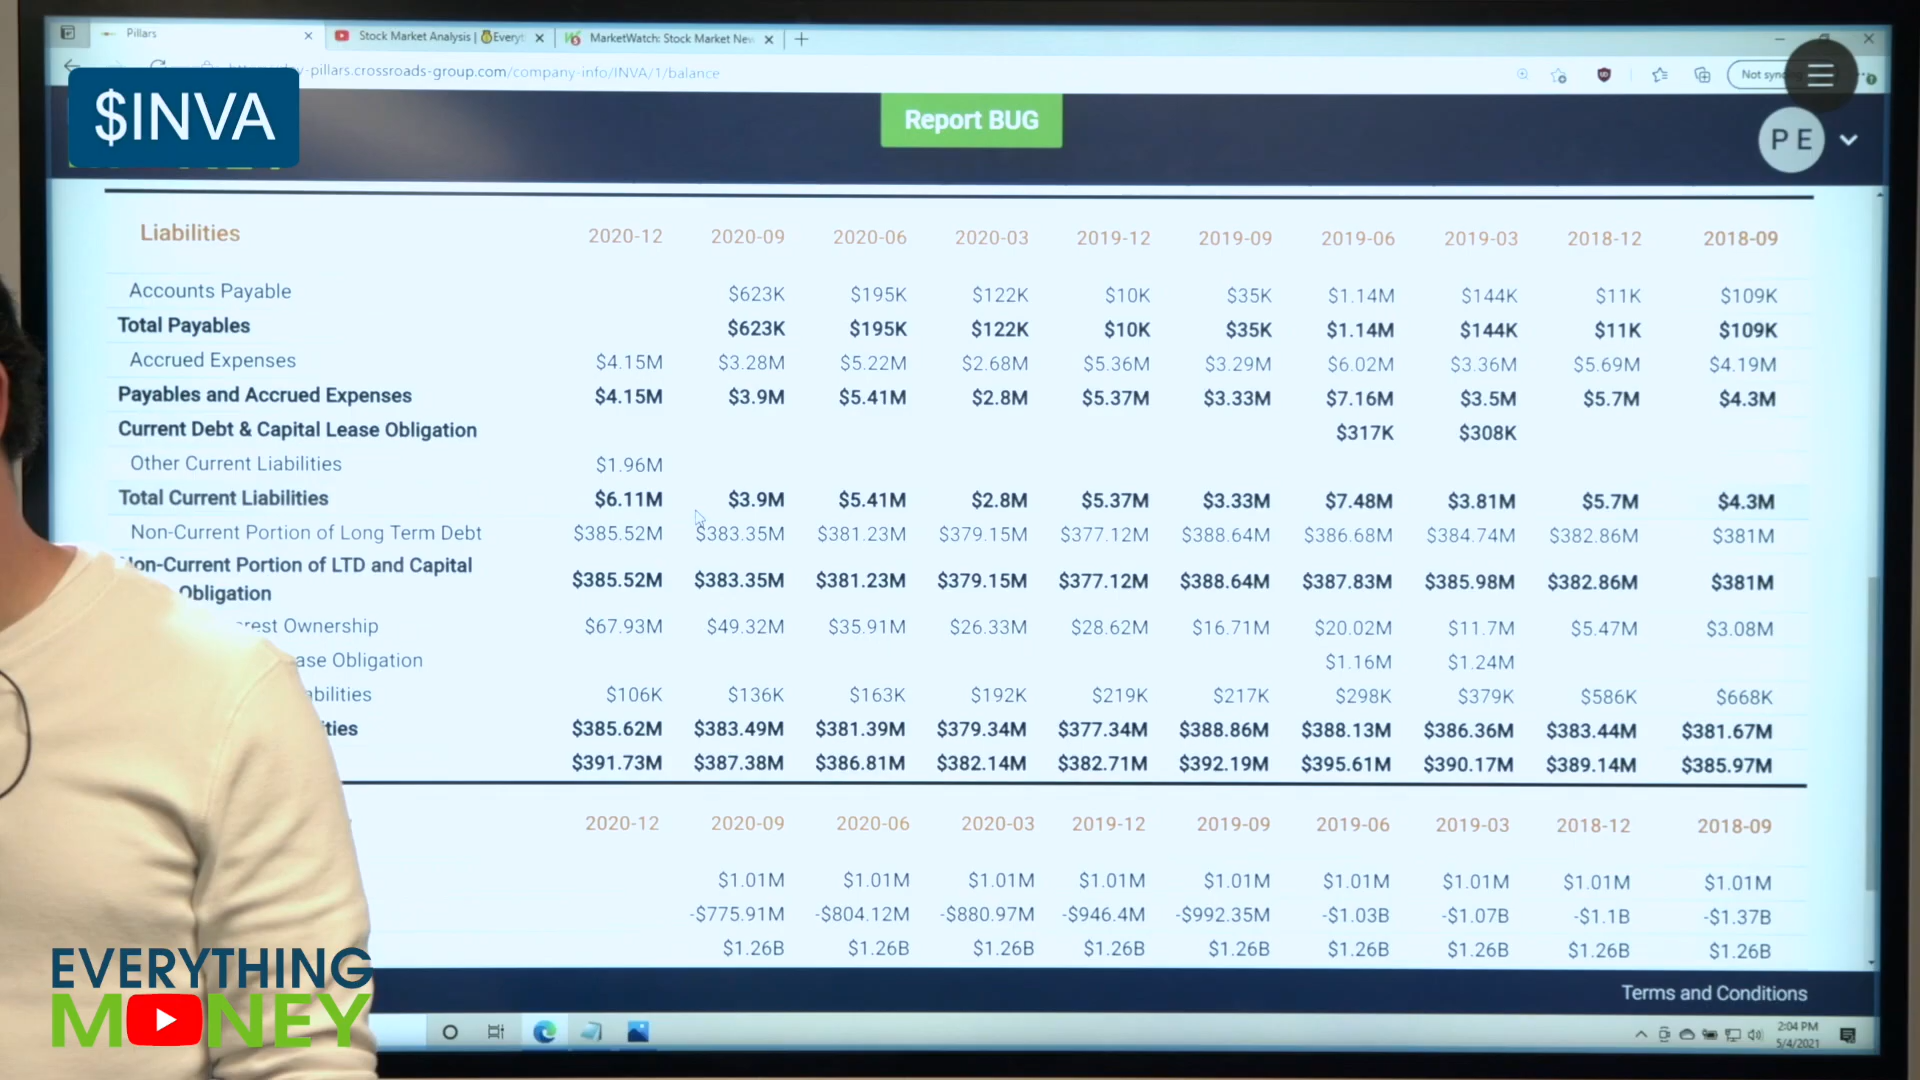 Pillars
Stock Market Analysis | Everyt
MarketWatch: Stock Market New
-pillars.crossroads-group.com/company-info/INVA/1/balance
Not sync
$INVA
Report BUG
P E
Liabilities 2020-12 2020-09 2020-06 2020-03 2019-12 2019-09 2019-06 2019-03 2018-12 2018-09
Accounts Payable $623K $195K $122K $10K $35K $1.14M $144K $11K $109K
Total Payables $623K $195K $122K $10K $35K $1.14M $144K $11K $109K
Accrued Expenses $4.15M $3.28M $5.22M $2.68M $5.36M $3.29M $6.02M $3.36M $5.69M $4.19M
Payables and Accrued Expenses $4.15M $3.9M $5.41M $2.8M $5.37M $3.33M $7.16M $3.5M $5.7M $4.3M
Current Debt & Capital Lease Obligation $317K $308K
Other Current Liabilities $1.96M
Total Current Liabilities $6.11M $3.9M $5.41M $2.8M $5.37M $3.33M $7.48M $3.81M $5.7M $4.3M
Non-Current Portion of Long Term Debt $385.52M $383.35M $381.23M $379.15M $377.12M $388.64M $386.68M $384.74M $382.86M $381M
Non-Current Portion of LTD and Capital
Obligation $385.52M $383.35M $381.23M $379.15M $377.12M $388.64M $387.83M $385.98M $382.86M $381M
rest Ownership $67.93M $49.32M $35.91M $26.33M $28.62M $16.71M $20.02M $11.7M $5.47M $3.08M
ase Obligation $1.16M $1.24M
abilities $106K $136K $163K $192K $219K $217K $298K $379K $586K $668K
ties $385.62M $383.49M $381.39M $379.34M $377.34M $388.86M $388.13M $386.36M $383.44M $381.67M
$391.73M $387.38M $386.81M $382.14M $382.71M $392.19M $395.61M $390.17M $389.14M $385.97M
2020-12 2020-09 2020-06 2020-03 2019-12 2019-09 2019-06 2019-03 2018-12 2018-09
$1.01M $1.01M $1.01M $1.01M $1.01M $1.01M $1.01M $1.01M $1.01M
-$775.91M -$804.12M -$880.97M -$946.4M -$992.35M -$1.03B -$1.07B -$1.1B -$1.37B
$1.26B $1.26B $1.26B $1.26B $1.26B $1.26B $1.26B $1.26B $1.26B
EVERYTHING
MONEY
Terms and Conditions
2:04 PM
5/4/2021